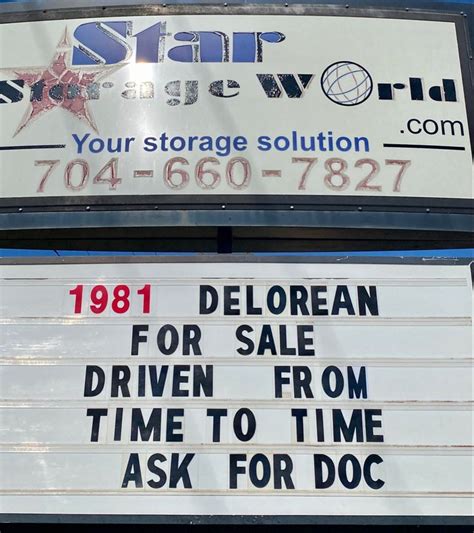 Star
Storage World
.com
Your storage solution
704-660-7827
1981 DELOREAN
FOR SALE
DRIVEN FROM
TIME TO TIME
ASK FOR DOC